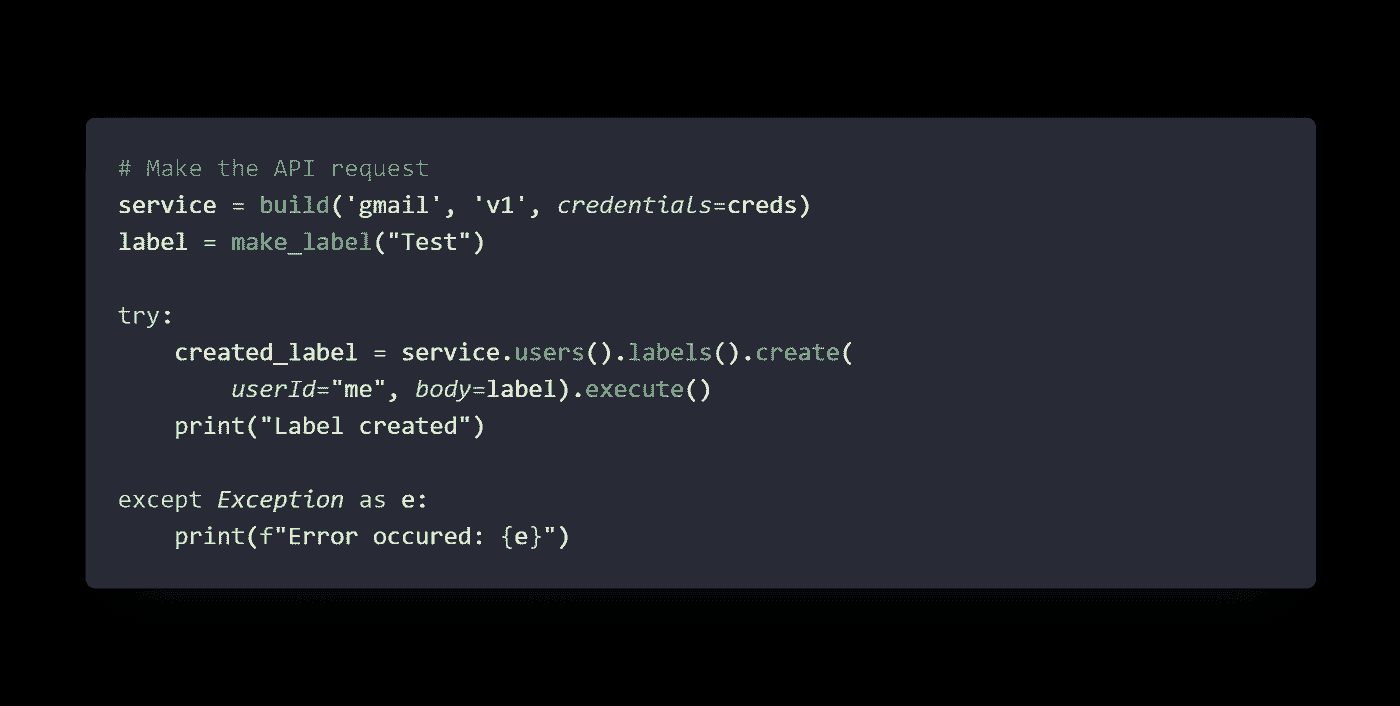 # Make the API request
service = build('gmail', 'v1', credentials=creds)
label = make_label("Test")
try:
    created_label = service.users().labels().create(
        userId="me", body=label).execute()
    print("Label created")
except Exception as e:
    print(f"Error occured: {e}")